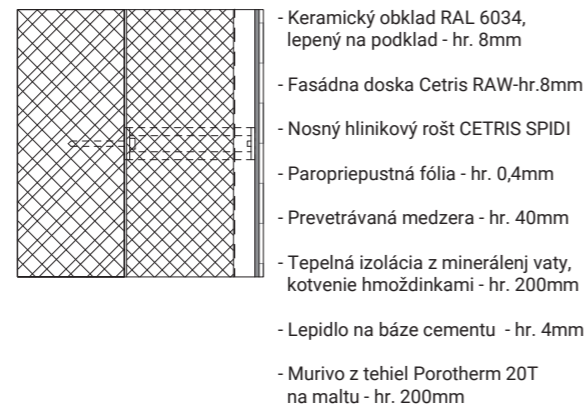 - Keramický obklad RAL 6034,
lepený na podklad - hr. 8mm
- Fasádna doska Cetris RAW-hr.8mm
- Nosný hlinikový rošt CETRIS SPIDI
- Paropriepustná fólia - hr. 0,4mm
- Prevetrávaná medzera - hr. 40mm
- Tepelná izolácia z minerálenj vaty,
kotvenie hmoždinkami - hr. 200mm
- Lepidlo na báze cementu - hr. 4mm
- Murivo z tehiel Porotherm 20T
na maltu - hr. 200mm